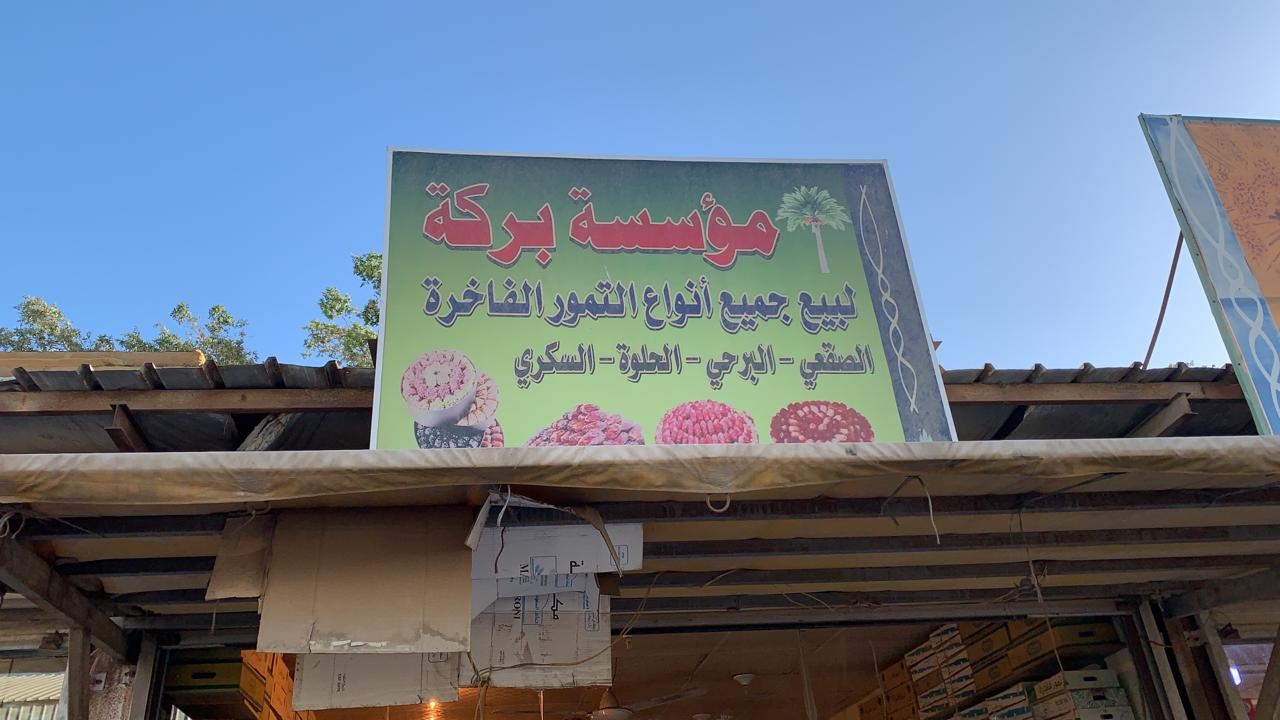 مؤسسة بركة
لبيع جميع أنواع التمور الفاخرة
الصقعي - البرحي - الحلوة - السكري